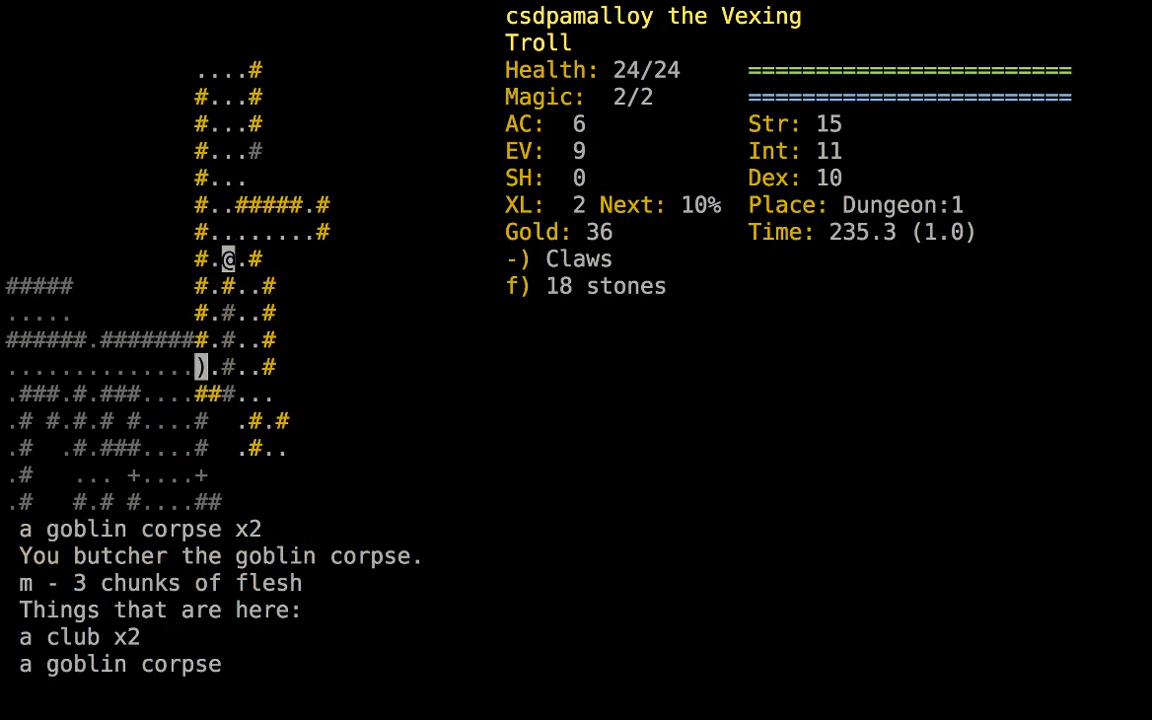 csdpamalloy the Vexing
Troll
....# Health: 24/24 ========================
#...# Magic:  2/2 ========================
#...# AC:  6 Str: 15
#...# EV:  9 Int: 11
#... SH:  0 Dex: 10
#..#####.# XL:  2 Next: 10% Place: Dungeon:1
#........# Gold: 36 Time: 235.3 (1.0)
#.@.# -) Claws
##### #.#..# f) 18 stones
..... #.#..#
######.########.#..#
..............).#..#
.###.#.###....###...
.# #.#.# #....# .#.#
.# .#.###....# .#..
.# ... +....+
.# #.# #....##
a goblin corpse x2
You butcher the goblin corpse.
m - 3 chunks of flesh
Things that are here:
a club x2
a goblin corpse